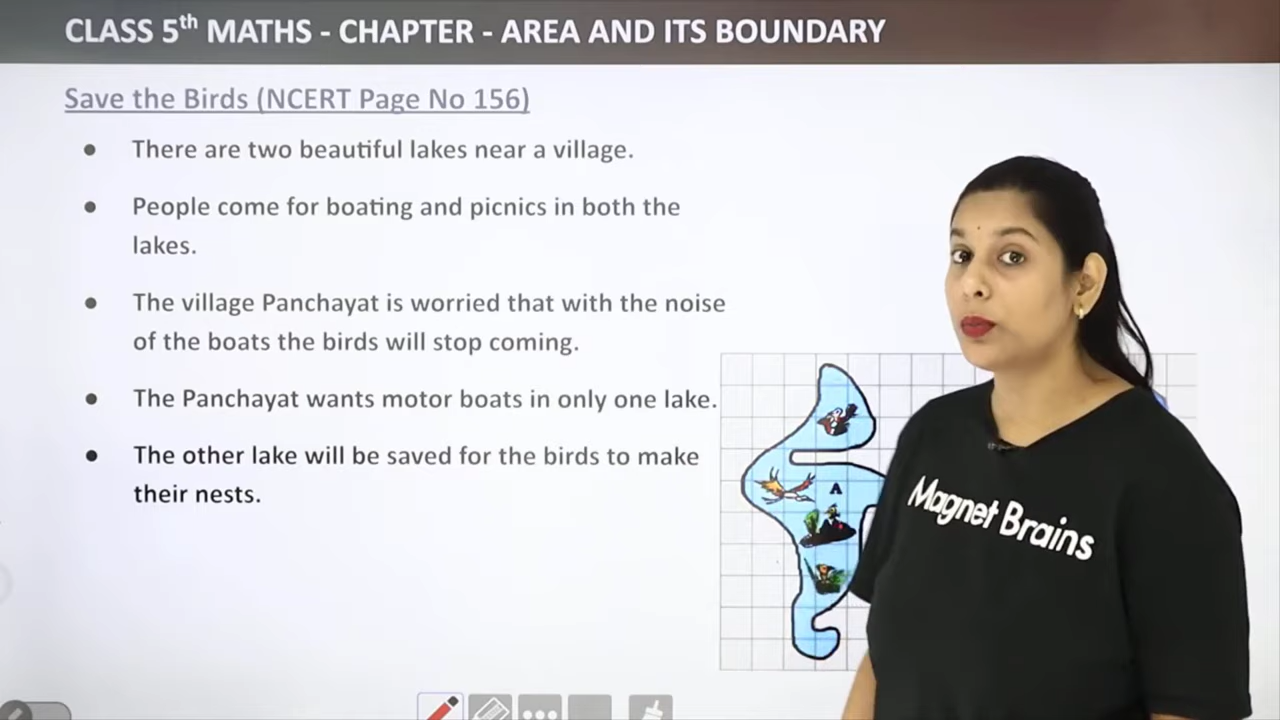 CLASS 5th MATHS - CHAPTER - AREA AND ITS BOUNDARY
Save the Birds (NCERT Page No 156)
● There are two beautiful lakes near a village.
● People come for boating and picnics in both the
lakes.
● The village Panchayat is worried that with the noise
of the boats the birds will stop coming.
● The Panchayat wants motor boats in only one lake.
● The other lake will be saved for the birds to make
their nests.
A
Magnet Brains